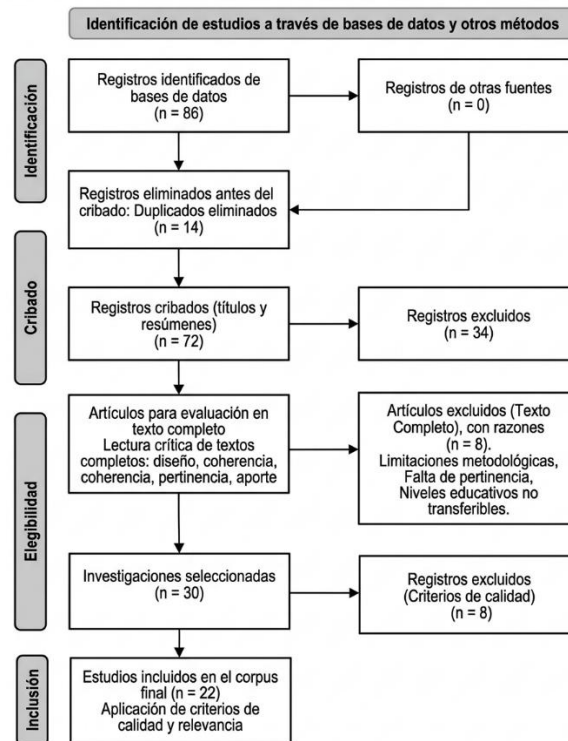 Identificación de estudios a través de bases de datos y otros métodos
Identificación
Registros identificados de
bases de datos
(n = 86)
Registros de otras fuentes
(n = 0)
Registros eliminados antes del
cribado: Duplicados eliminados
(n = 14)
Cribado
Registros cribados (títulos y
resúmenes)
(n = 72)
Registros excluidos
(n = 34)
Elegibilidad
Artículos para evaluación en
texto completo
Lectura crítica de textos
completos: diseño, coherencia,
coherencia, pertinencia, aporte
Artículos excluidos (Texto
Completo), con razones
(n = 8).
Limitaciones metodológicas,
Falta de pertinencia,
Niveles educativos no
transferibles.
Investigaciones seleccionadas
(n = 30)
Registros excluidos
(Criterios de calidad)
(n = 8)
Inclusión
Estudios incluidos en el corpus
final (n = 22)
Aplicación de criterios de
calidad y relevancia